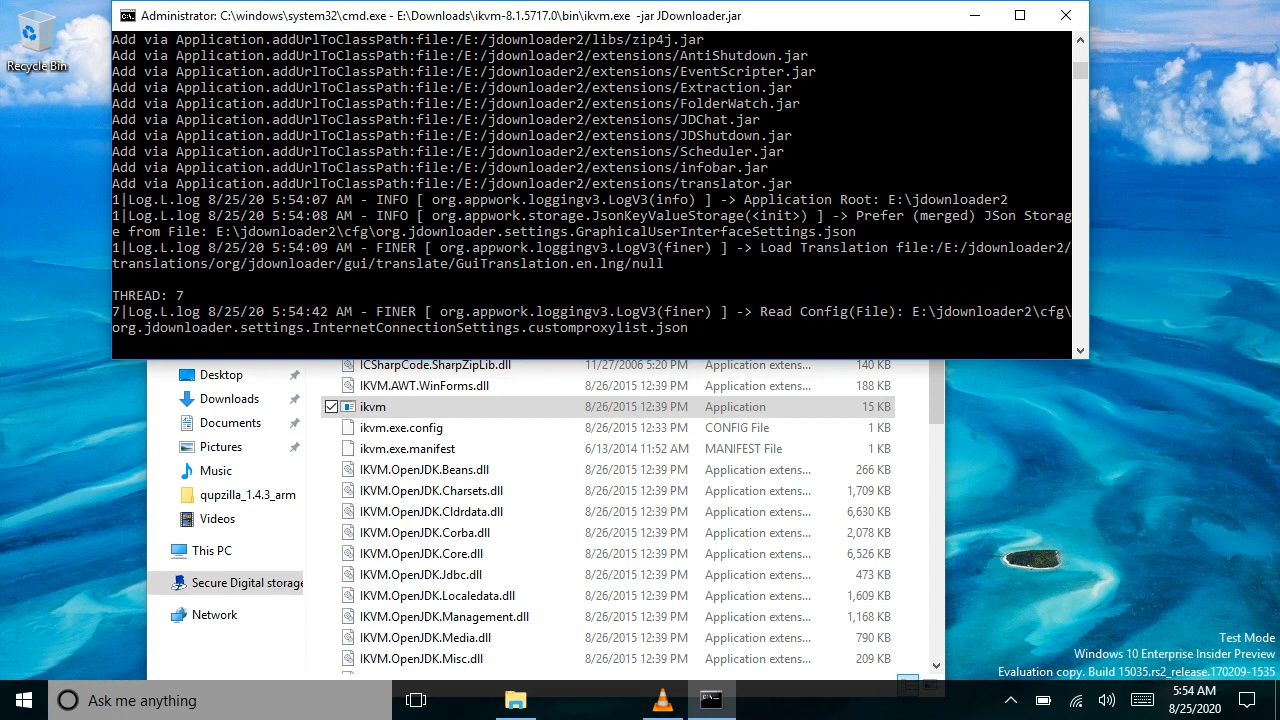 Recycle Bin
Administrator: C:\windows\system32\cmd.exe - E:\Downloads\ikvm-8.1.5717.0\bin\ikvm.exe  -jar JDownloader.jar
Add via Application.addUrlToClassPath:file:/E:/jdownloader2/libs/zip4j.jar
Add via Application.addUrlToClassPath:file:/E:/jdownloader2/extensions/AntiShutdown.jar
Add via Application.addUrlToClassPath:file:/E:/jdownloader2/extensions/EventScripter.jar
Add via Application.addUrlToClassPath:file:/E:/jdownloader2/extensions/Extraction.jar
Add via Application.addUrlToClassPath:file:/E:/jdownloader2/extensions/FolderWatch.jar
Add via Application.addUrlToClassPath:file:/E:/jdownloader2/extensions/JDChat.jar
Add via Application.addUrlToClassPath:file:/E:/jdownloader2/extensions/JDShutdown.jar
Add via Application.addUrlToClassPath:file:/E:/jdownloader2/extensions/Scheduler.jar
Add via Application.addUrlToClassPath:file:/E:/jdownloader2/extensions/infobar.jar
Add via Application.addUrlToClassPath:file:/E:/jdownloader2/extensions/translator.jar
1|Log.L.log 8/25/20 5:54:07 AM - INFO [ org.appwork.loggingv3.LogV3(info) ] -> Application Root: E:\jdownloader2
1|Log.L.log 8/25/20 5:54:08 AM - INFO [ org.appwork.storage.JsonKeyValueStorage(<init>) ] -> Prefer (merged) JSon Storag
e from File: E:\jdownloader2\cfg\org.jdownloader.settings.GraphicalUserInterfaceSettings.json
1|Log.L.log 8/25/20 5:54:09 AM - FINER [ org.appwork.loggingv3.LogV3(finer) ] -> Load Translation file:/E:/jdownloader2/
translations/org/jdownloader/gui/translate/GuiTranslation.en.lng/null
THREAD: 7
7|Log.L.log 8/25/20 5:54:42 AM - FINER [ org.appwork.loggingv3.LogV3(finer) ] -> Read Config(File): E:\jdownloader2\cfg\
org.jdownloader.settings.InternetConnectionSettings.customproxylist.json
Desktop
Downloads
Documents
Pictures
Music
qupzilla_1.4.3_arm
Videos
This PC
Secure Digital storage
Network
ICSharpCode.SharpZipLib.dll 11/27/2006 5:20 PM Application extens... 140 KB
IKVM.AWT.WinForms.dll 8/26/2015 12:39 PM Application extens... 188 KB
ikvm 8/26/2015 12:39 PM Application 15 KB
ikvm.exe.config 8/26/2015 12:33 PM CONFIG File 1 KB
ikvm.exe.manifest 6/13/2014 11:52 AM MANIFEST File 1 KB
IKVM.OpenJDK.Beans.dll 8/26/2015 12:39 PM Application extens... 266 KB
IKVM.OpenJDK.Charsets.dll 8/26/2015 12:39 PM Application extens... 1,709 KB
IKVM.OpenJDK.Cldrdata.dll 8/26/2015 12:39 PM Application extens... 6,630 KB
IKVM.OpenJDK.Corba.dll 8/26/2015 12:39 PM Application extens... 2,078 KB
IKVM.OpenJDK.Core.dll 8/26/2015 12:39 PM Application extens... 6,526 KB
IKVM.OpenJDK.Jdbc.dll 8/26/2015 12:39 PM Application extens... 473 KB
IKVM.OpenJDK.Localedata.dll 8/26/2015 12:39 PM Application extens... 1,609 KB
IKVM.OpenJDK.Management.dll 8/26/2015 12:39 PM Application extens... 1,168 KB
IKVM.OpenJDK.Media.dll 8/26/2015 12:39 PM Application extens... 790 KB
IKVM.OpenJDK.Misc.dll 8/26/2015 12:39 PM Application extens... 209 KB
Test Mode
Windows 10 Enterprise Insider Preview
Evaluation copy. Build 15035.rs2_release.170209-1535
Ask me anything
5:54 AM
8/25/2020